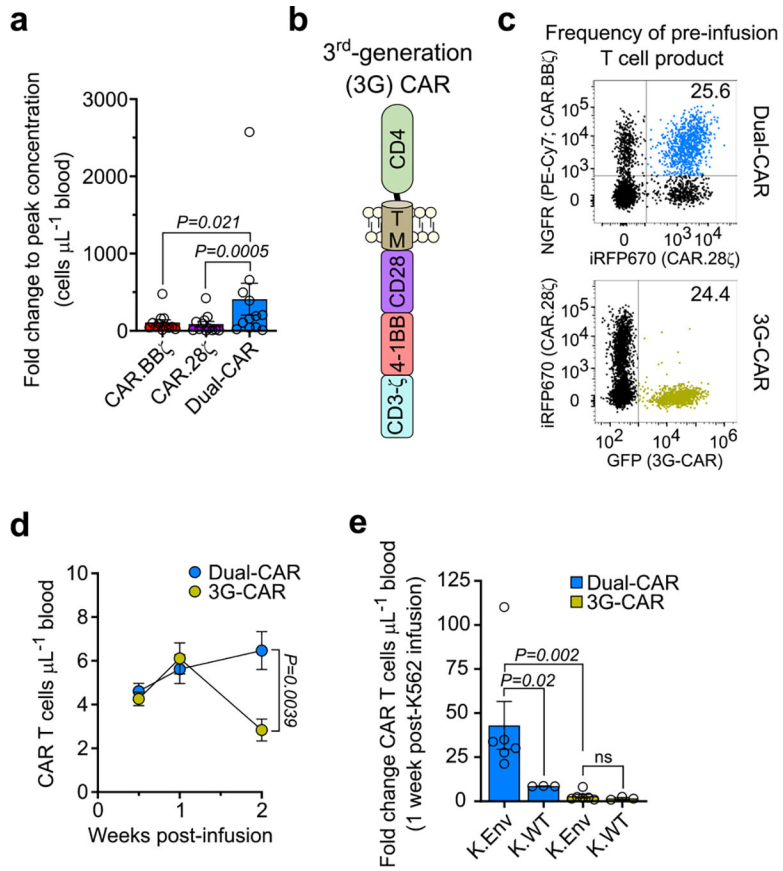 a
Fold change to peak concentration
(cells μL⁻¹ blood)
3000
2000
1000
500
0
P=0.021
P=0.0005
CAR.BBζ
CAR.28ζ
Dual-CAR
b
3rd-generation
(3G) CAR
CD4
TM
CD28
4-1BB
CD3-ζ
c
Frequency of pre-infusion
T cell product
NGFR (PE-Cy7; CAR.BBζ)
10⁵
10⁴
10³
0
25.6
0
10³
10⁴
iRFP670 (CAR.28ζ)
Dual-CAR
iRFP670 (CAR.28ζ)
10⁵
10⁴
10³
0
24.4
10²
10⁴
10⁶
GFP (3G-CAR)
3G-CAR
d
Dual-CAR
3G-CAR
CAR T cells μL⁻¹ blood
10
8
6
4
2
0
P=0.0039
0
1
2
Weeks post-infusion
e
Dual-CAR
3G-CAR
Fold change CAR T cells μL⁻¹ blood
(1 week post-K562 infusion)
125
100
75
50
25
0
P=0.002
P=0.02
ns
K.Env
K.WT
K.Env
K.WT